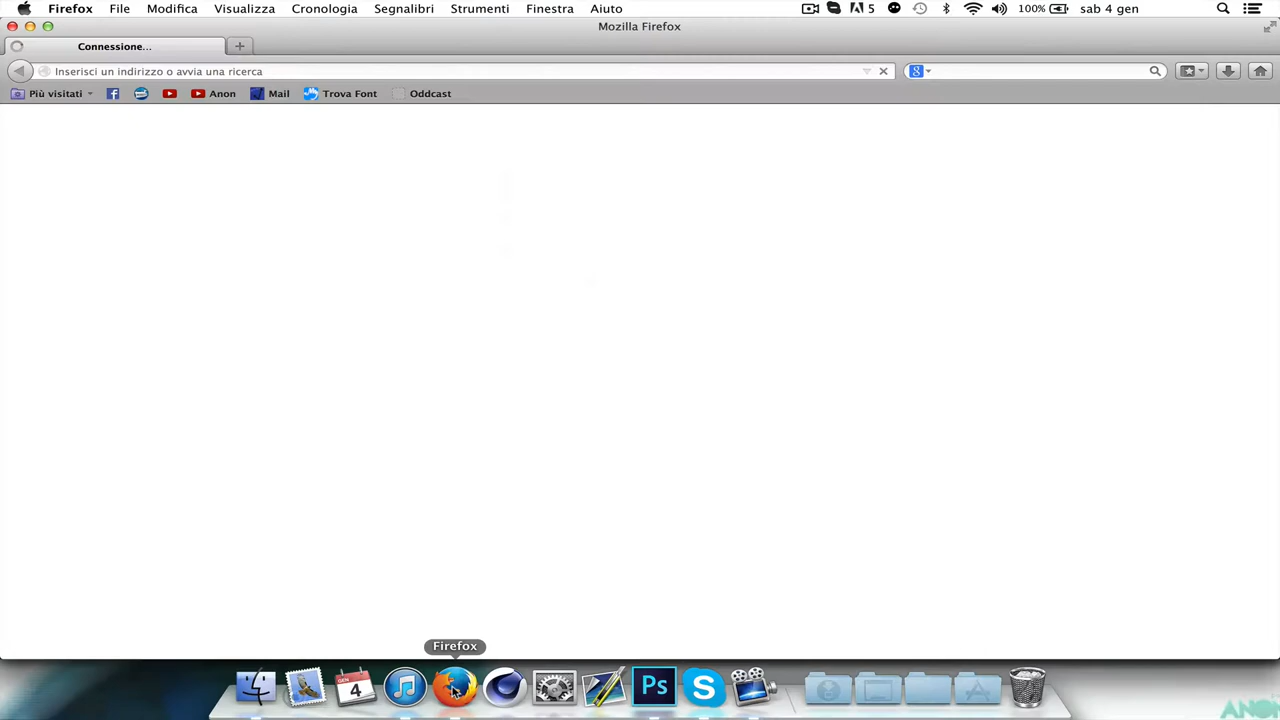 Firefox File Modifica Visualizza Cronologia Segnalibri Strumenti Finestra Aiuto 5 100% sab 4 gen
Mozilla Firefox
Connessione...
Inserisci un indirizzo o avvia una ricerca
Più visitati Anon Mail Trova Font Oddcast
Firefox
GEN
4
Ps